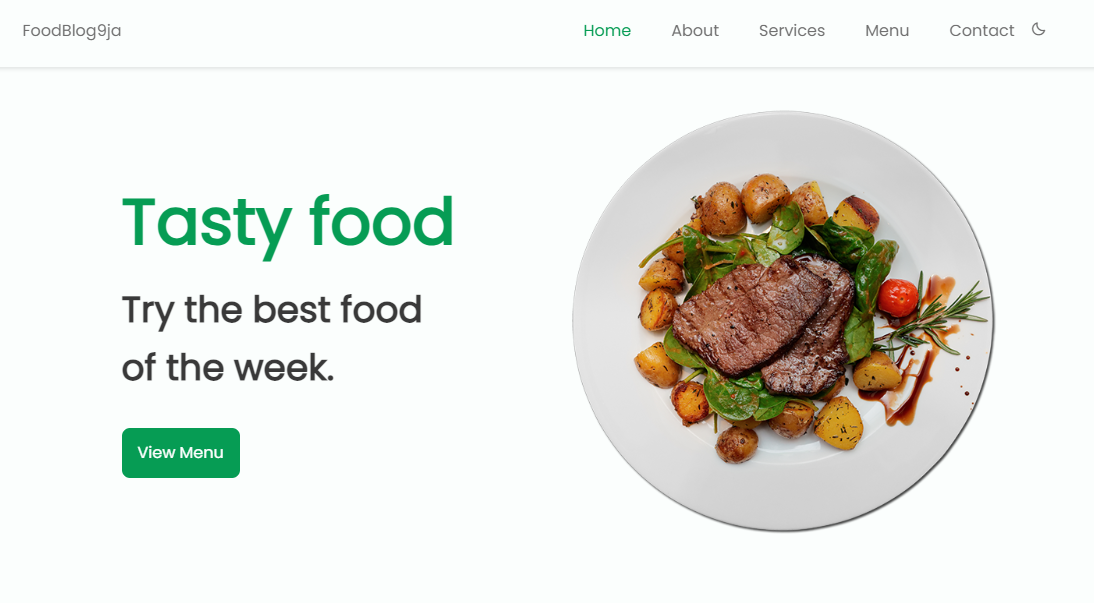 FoodBlog9ja
Home About Services Menu Contact
Tasty food
Try the best food
of the week.
View Menu